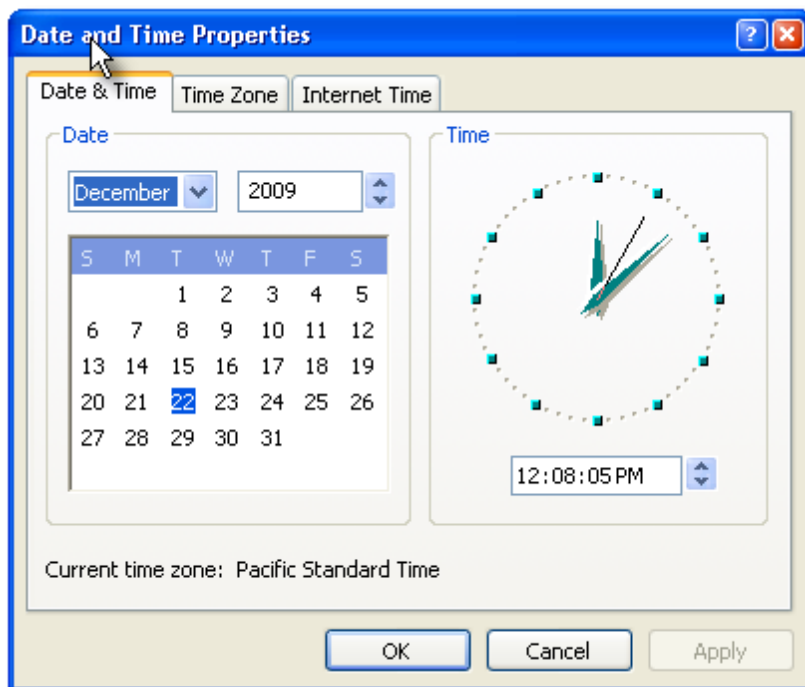 Date and Time Properties
Date & Time Time Zone Internet Time
Date
December 2009
S M T W T F S
1 2 3 4 5
6 7 8 9 10 11 12
13 14 15 16 17 18 19
20 21 22 23 24 25 26
27 28 29 30 31
Time
12:08:05 PM
Current time zone: Pacific Standard Time
OK Cancel Apply